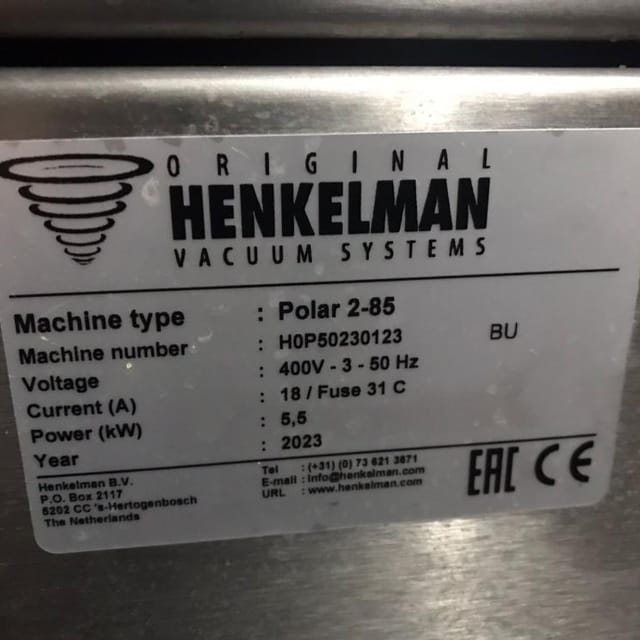 ORIGINAL
HENKELMAN
VACUUM SYSTEMS
Machine type : Polar 2-85
Machine number : H0P50230123 BU
Voltage : 400V - 3 - 50 Hz
Current (A) : 18 / Fuse 31 C
Power (kW) : 5,5
Year : 2023
Henkelman B.V. Tel : (+31) (0) 73 621 3671
P.O. Box 2117 E-mail : info@henkelman.com
5202 CC 's-Hertogenbosch URL : www.henkelman.com
The Netherlands
EAC CE